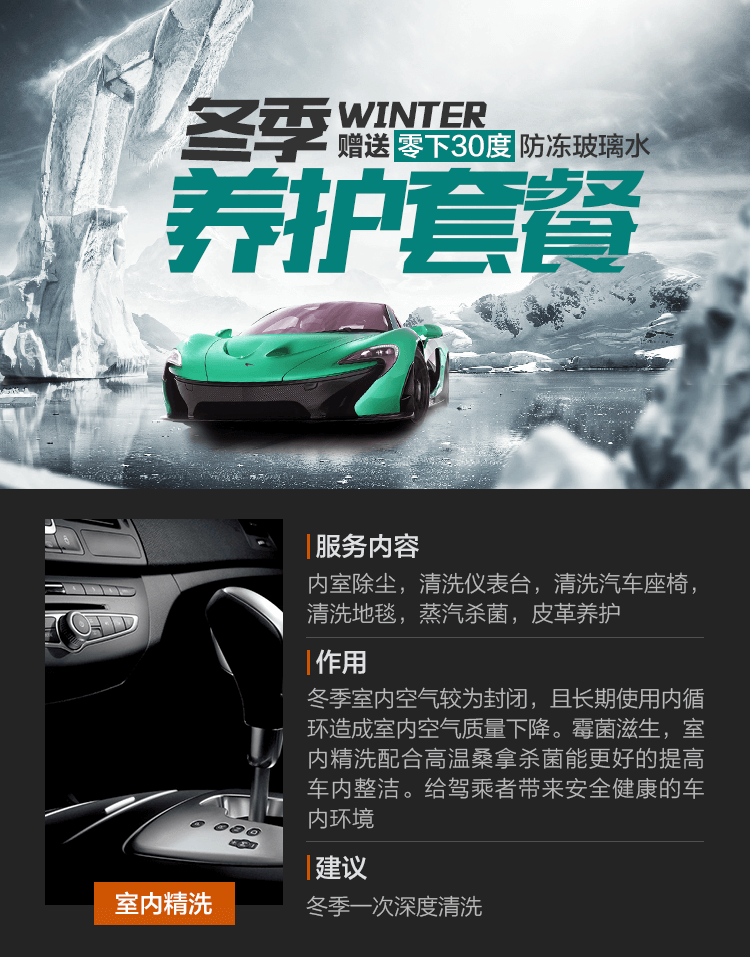 冬季 WINTER
赠送 零下30度 防冻玻璃水
养护套餐
服务内容
内室除尘，清洗仪表台，清洗汽车座椅，
清洗地毯，蒸汽杀菌，皮革养护
作用
冬季室内空气较为封闭，且长期使用内循
环造成室内空气质量下降。霉菌滋生，室
内精洗配合高温桑拿杀菌能更好的提高
车内整洁。给驾乘者带来安全健康的车
内环境
建议
冬季一次深度清洗
室内精洗